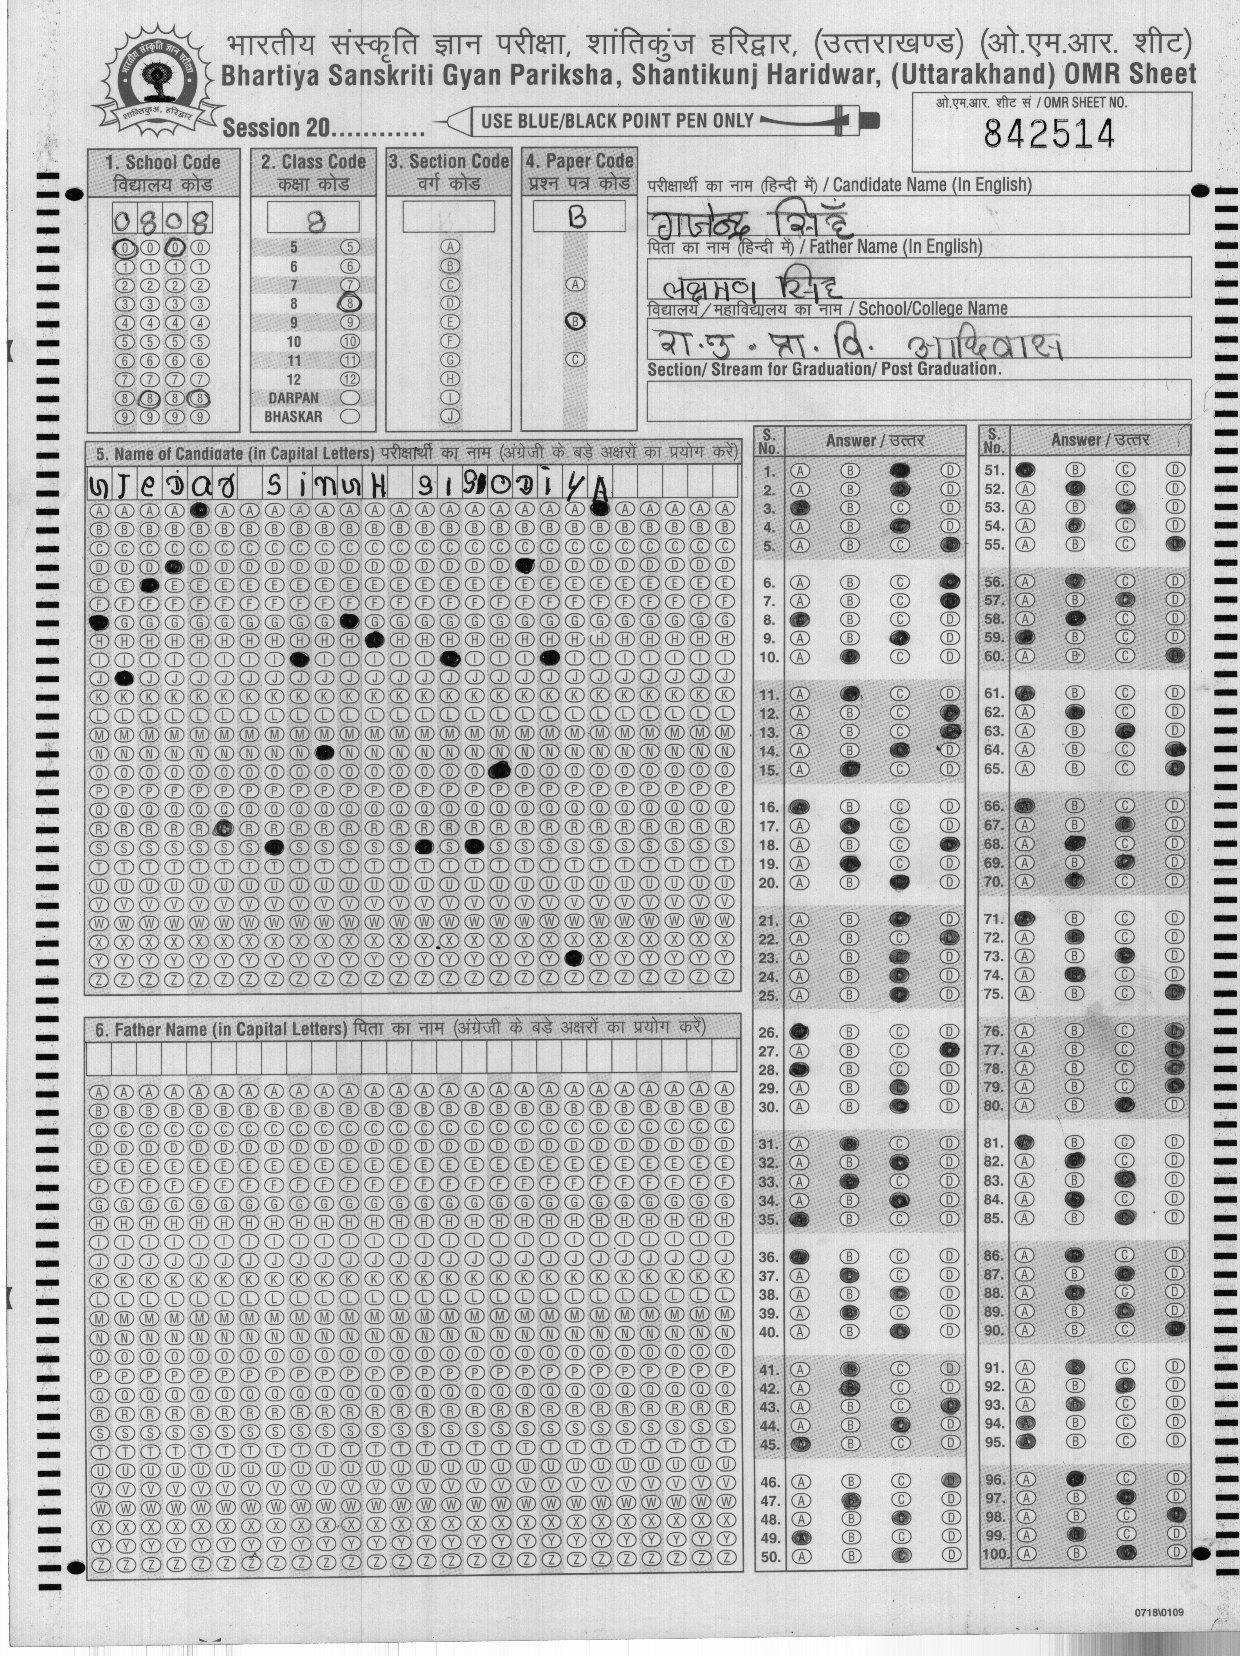 भारतीय संस्कृति ज्ञान परीक्षा, शांतिकुंज हरिद्वार, (उत्तराखण्ड) (ओ.एम.आर. शीट)
Bhartiya Sanskriti Gyan Pariksha, Shantikunj Haridwar, (Uttarakhand) OMR Sheet
Session 20............
USE BLUE/BLACK POINT PEN ONLY
ओ.एम.आर. शीट सं / OMR SHEET NO.
842514
1. School Code
विद्यालय कोड
0808
2. Class Code
कक्षा कोड
8
5
6
7
8
9
10
11
12
DARPAN
BHASKAR
3. Section Code
वर्ग कोड
4. Paper Code
प्रश्न पत्र कोड
B
परीक्षार्थी का नाम (हिन्दी में) / Candidate Name (In English)
गजेन्द्र सिहँ
पिता का नाम (हिन्दी में) / Father Name (In English)
लक्षमण सिंह
विद्यालय / महाविद्यालय का नाम / School/College Name
रा.उ.प्रा.वि. आदिवास
Section/ Stream for Graduation/ Post Graduation.
5. Name of Candidate (in Capital Letters) परीक्षार्थी का नाम (अंग्रेजी के बड़े अक्षरों का प्रयोग करें)
6. Father Name (in Capital Letters) पिता का नाम (अंग्रेजी के बड़े अक्षरों का प्रयोग करें)
S. No. Answer / उत्तर
S. No. Answer / उत्तर
0718\0109